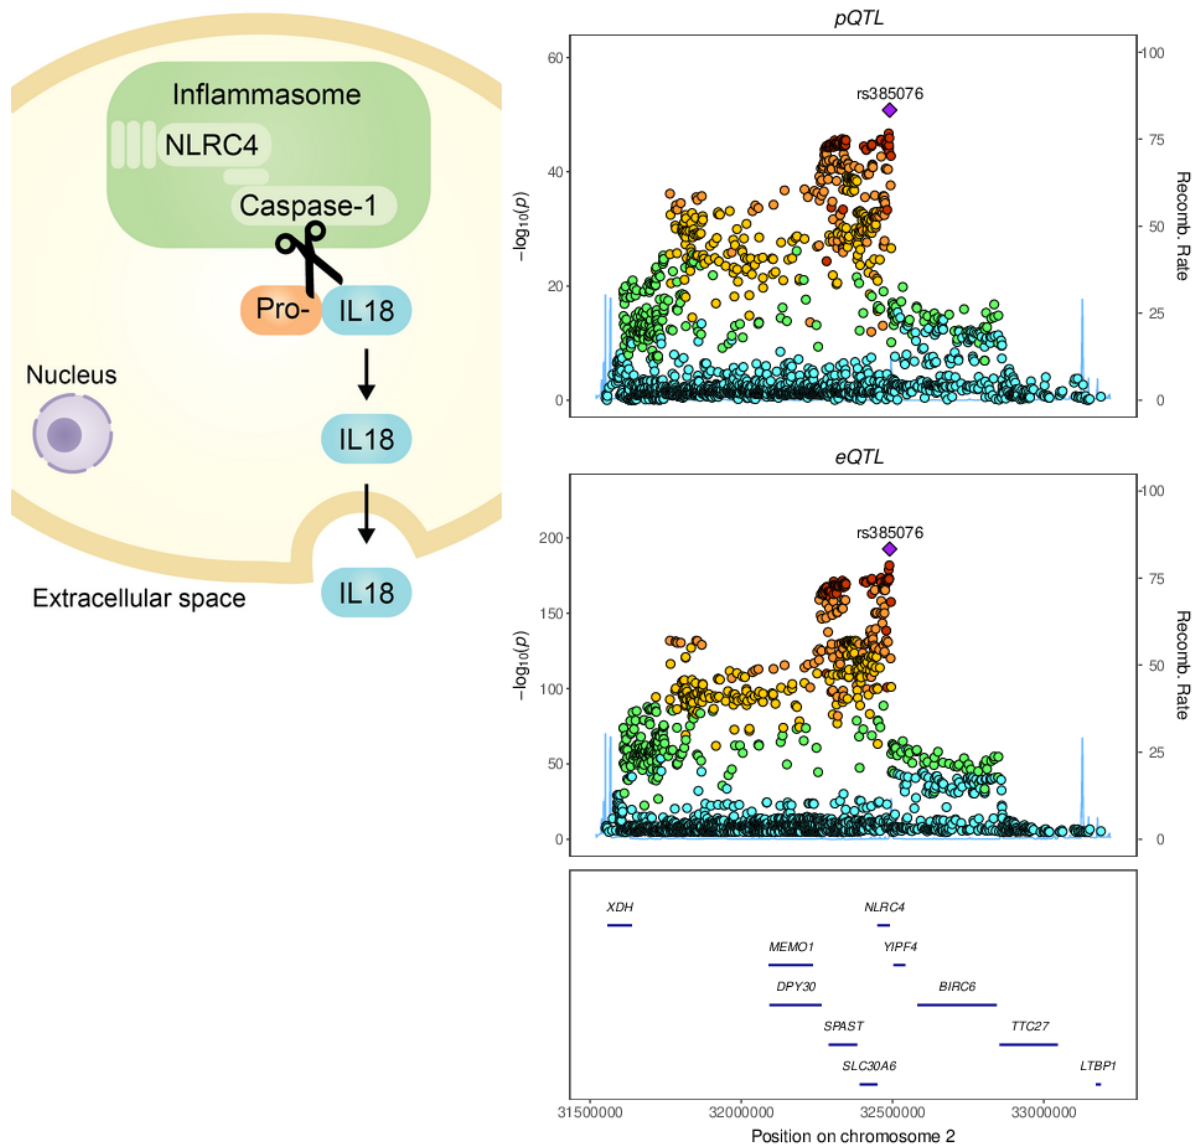 Inflammasome
NLRC4
Caspase-1
Pro-
IL18
Nucleus
IL18
IL18
Extracellular space
pQTL
60
40
20
0
−log10(p)
100
75
50
25
0
Recomb. Rate
rs385076
eQTL
200
150
100
50
0
−log10(p)
100
75
50
25
0
Recomb. Rate
rs385076
XDH
NLRC4
MEMO1
YIPF4
DPY30
BIRC6
SPAST
TTC27
SLC30A6
LTBP1
31500000
32000000
32500000
33000000
Position on chromosome 2